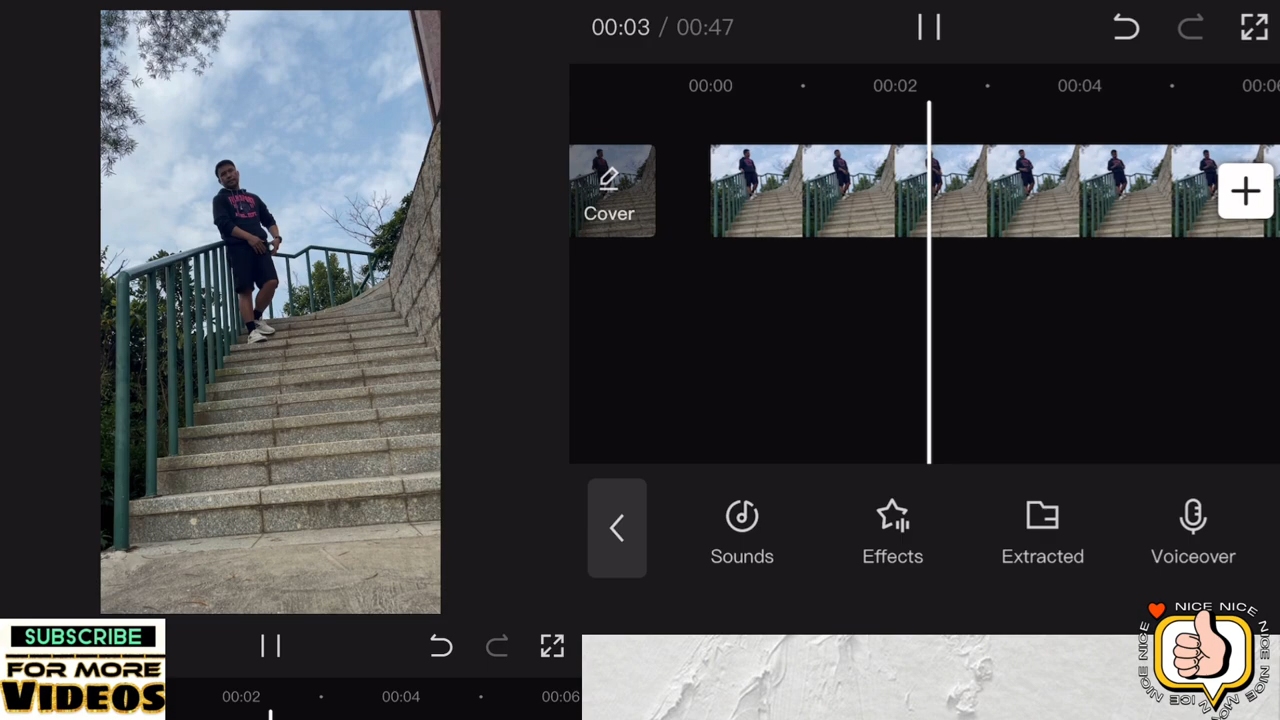 00:03 / 00:47
00:00
00:02
00:04
Cover
Sounds
Effects
Extracted
Voiceover
SUBSCRIBE
FOR MORE
VIDEOS
00:02
00:04
00:06
NICE NICE NICE